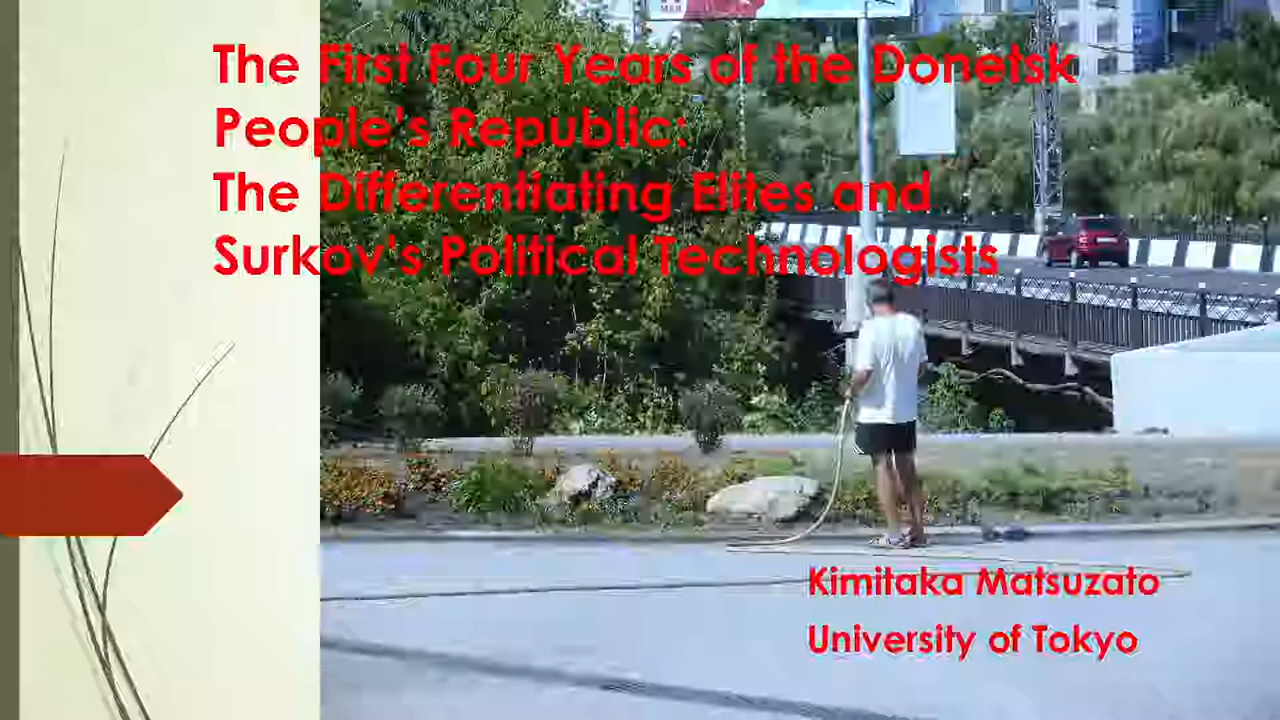 The First Four Years of the Donetsk
People's Republic:
The Differentiating Elites and
Surkov's Political Technologists
Kimitaka Matsuzato
University of Tokyo